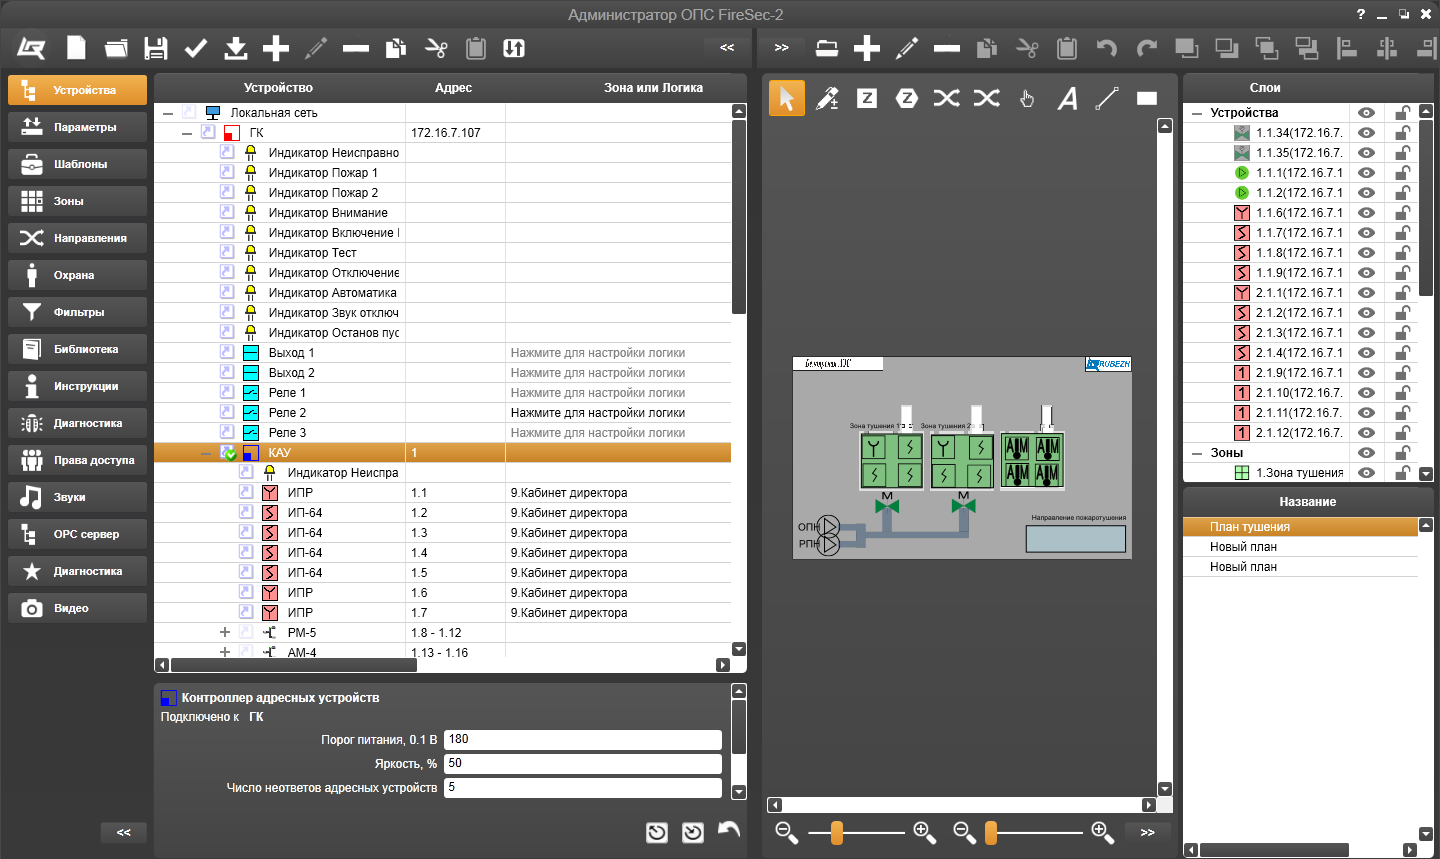 Администратор ОПС FireSec-2
<<
>>
Устройства
Параметры
Шаблоны
Зоны
Направления
Охрана
Фильтры
Библиотека
Инструкции
Диагностика
Права доступа
Звуки
OPC сервер
Диагностика
Видео
<<
Устройство Адрес Зона или Логика
Локальная сеть
ГК 172.16.7.107
Индикатор Неисправно
Индикатор Пожар 1
Индикатор Пожар 2
Индикатор Внимание
Индикатор Включение
Индикатор Тест
Индикатор Отключение
Индикатор Автоматика
Индикатор Звук отключ
Индикатор Останов пус
Выход 1 Нажмите для настройки логики
Выход 2 Нажмите для настройки логики
Реле 1 Нажмите для настройки логики
Реле 2 Нажмите для настройки логики
Реле 3 Нажмите для настройки логики
КАУ 1
Индикатор Неиспра
ИПР 1.1 9.Кабинет директора
ИП-64 1.2 9.Кабинет директора
ИП-64 1.3 9.Кабинет директора
ИП-64 1.4 9.Кабинет директора
ИП-64 1.5 9.Кабинет директора
ИПР 1.6 9.Кабинет директора
ИПР 1.7 9.Кабинет директора
РМ-5 1.8 - 1.12
АМ-4 1.13 - 1.16
Контроллер адресных устройств
Подключено к ГК
Порог питания, 0.1 В 180
Яркость, % 50
Число неответов адресных устройств 5
Z Z A
RUBEZH
Зона тушения 1
Зона тушения 2
M M
ОПН
РПН
Направление пожаротушения
>>
Слои
Устройства
1.1.34(172.16.7.
1.1.35(172.16.7.
1.1.1(172.16.7.1
1.1.2(172.16.7.1
1.1.6(172.16.7.1
1.1.7(172.16.7.1
1.1.8(172.16.7.1
1.1.9(172.16.7.1
2.1.1(172.16.7.1
2.1.2(172.16.7.1
2.1.3(172.16.7.1
2.1.4(172.16.7.1
1 2.1.9(172.16.7.1
1 2.1.10(172.16.7.
1 2.1.11(172.16.7.
1 2.1.12(172.16.7.
Зоны
1.Зона тушения
Название
План тушения
Новый план
Новый план